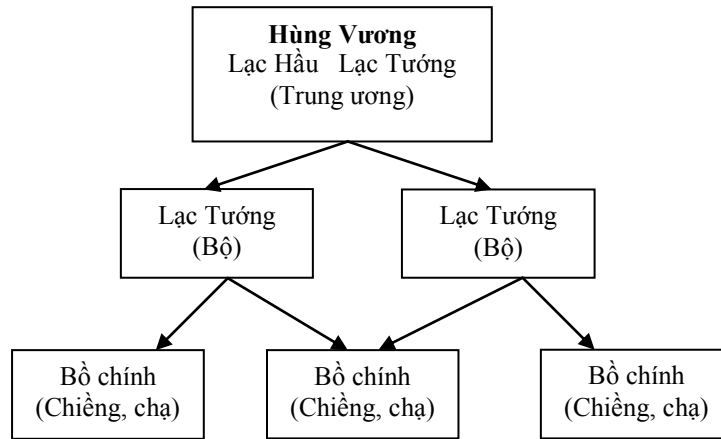 Hùng Vương
Lạc Hầu Lạc Tướng
(Trung ương)
Lạc Tướng
(Bộ)
Lạc Tướng
(Bộ)
Bồ chính
(Chiềng, chạ)
Bồ chính
(Chiềng, chạ)
Bồ chính
(Chiềng, chạ)